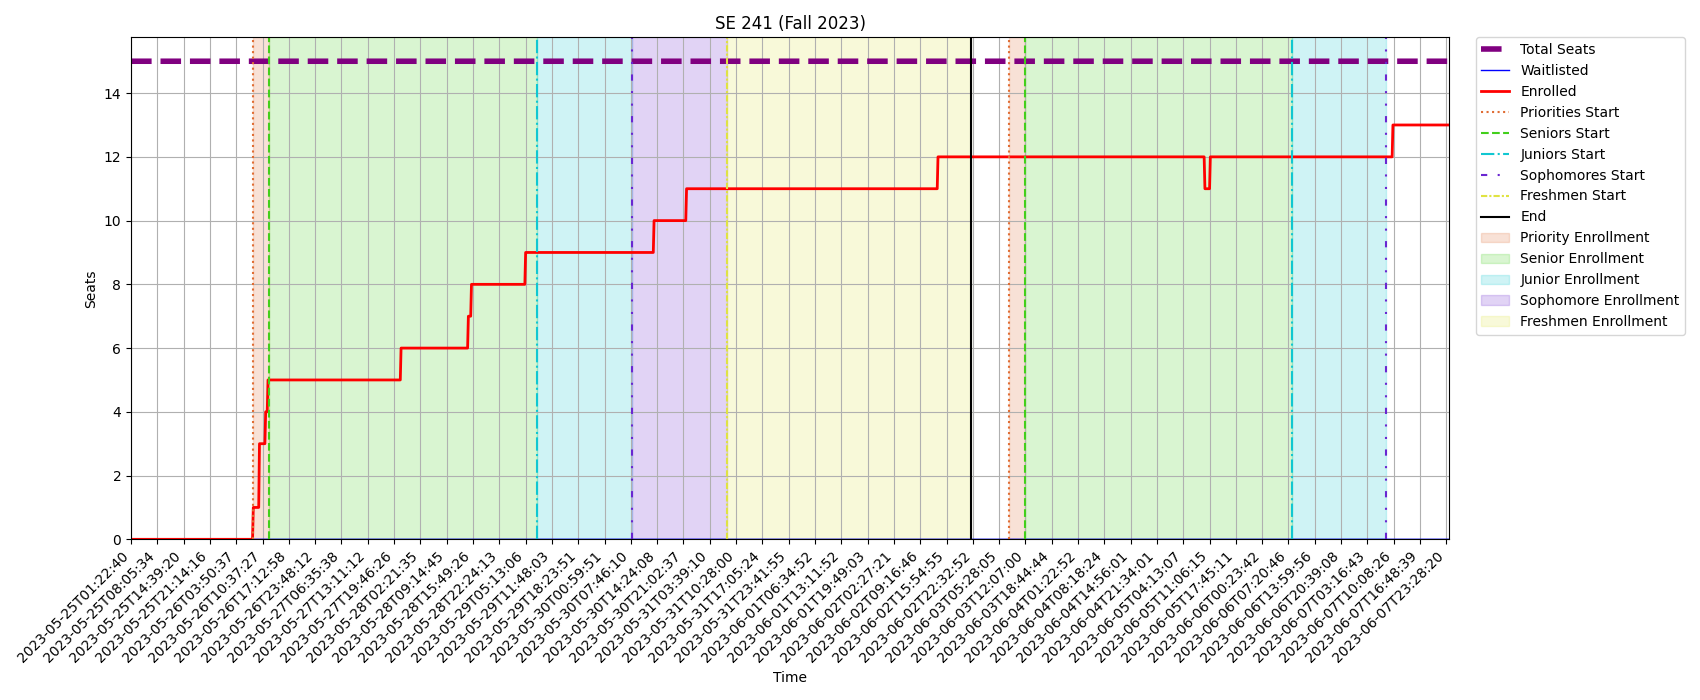 SE 241 (Fall 2023)
Seats
14
12
10
8
6
4
2
0
2023-05-25T01:22:40
2023-05-25T08:05:34
2023-05-25T14:39:20
2023-05-25T21:14:16
2023-05-26T03:50:37
2023-05-26T10:37:27
2023-05-26T17:12:58
2023-05-26T23:48:12
2023-05-27T06:35:38
2023-05-27T13:11:12
2023-05-27T19:46:26
2023-05-28T02:21:35
2023-05-28T09:14:45
2023-05-28T15:49:26
2023-05-28T22:24:13
2023-05-29T05:13:06
2023-05-29T11:48:03
2023-05-29T18:23:51
2023-05-30T00:59:51
2023-05-30T07:46:10
2023-05-30T14:24:08
2023-05-30T21:02:37
2023-05-31T03:39:10
2023-05-31T10:28:00
2023-05-31T17:05:24
2023-05-31T23:41:55
2023-06-01T06:34:52
2023-06-01T13:11:52
2023-06-01T19:49:03
2023-06-02T02:27:21
2023-06-02T09:16:46
2023-06-02T15:54:55
2023-06-02T22:32:52
2023-06-03T05:28:05
2023-06-03T12:07:00
2023-06-03T18:44:44
2023-06-04T01:22:52
2023-06-04T08:18:24
2023-06-04T14:56:01
2023-06-04T21:34:01
2023-06-05T04:13:07
2023-06-05T11:06:15
2023-06-05T17:45:11
2023-06-06T00:23:42
2023-06-06T07:20:46
2023-06-06T13:59:56
2023-06-06T20:39:08
2023-06-07T03:16:43
2023-06-07T10:08:26
2023-06-07T16:48:39
2023-06-07T23:28:20
Time
Total Seats
Waitlisted
Enrolled
Priorities Start
Seniors Start
Juniors Start
Sophomores Start
Freshmen Start
End
Priority Enrollment
Senior Enrollment
Junior Enrollment
Sophomore Enrollment
Freshmen Enrollment